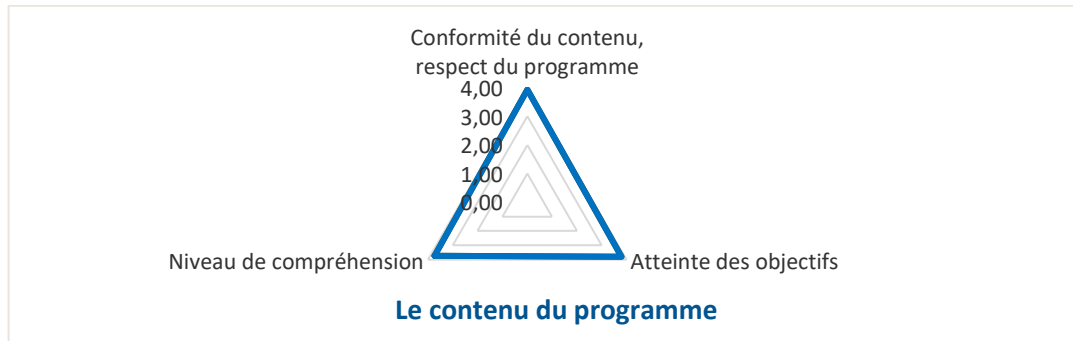 Conformité du contenu,
respect du programme
4,00
3,00
2,00
1,00
0,00
Niveau de compréhension
Atteinte des objectifs
Le contenu du programme